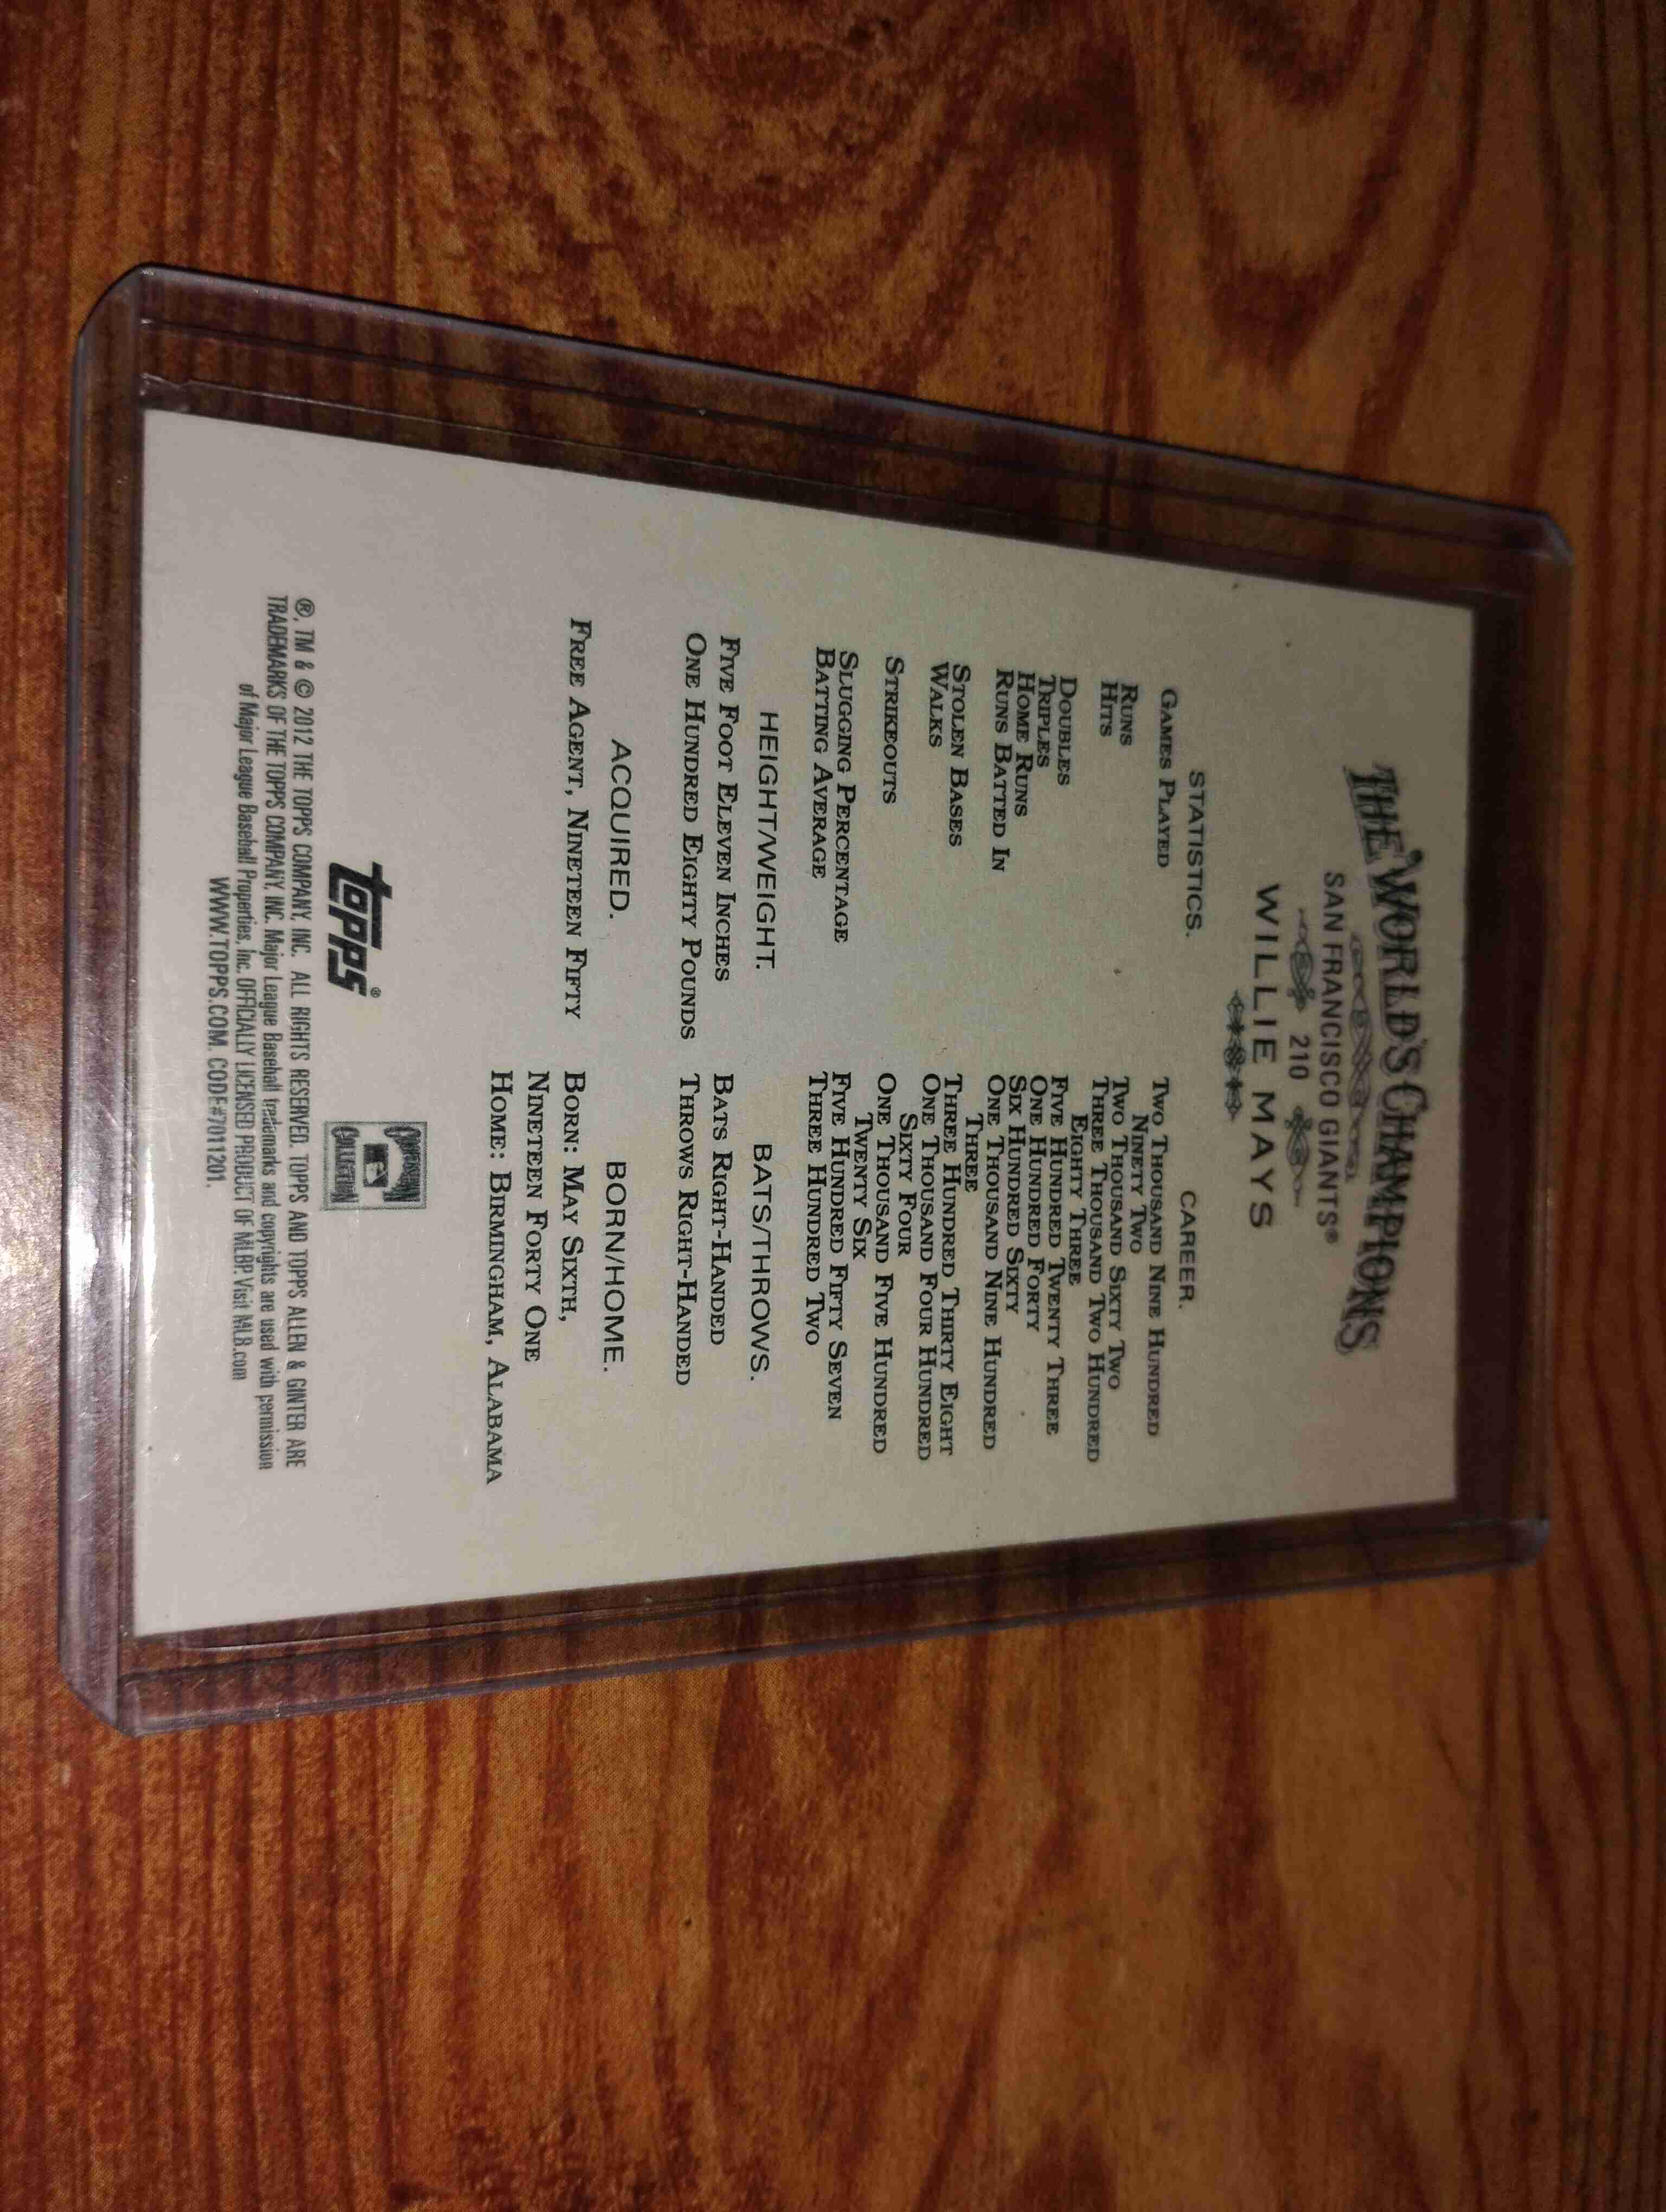 THE WORLD'S CHAMPIONS
SAN FRANCISCO GIANTS®
210
WILLIE MAYS
STATISTICS. CAREER.
GAMES PLAYED TWO THOUSAND NINE HUNDRED
NINETY TWO
RUNS TWO THOUSAND SIXTY TWO
HITS THREE THOUSAND TWO HUNDRED
EIGHTY THREE
DOUBLES FIVE HUNDRED TWENTY THREE
TRIPLES ONE HUNDRED FORTY
HOME RUNS SIX HUNDRED SIXTY
RUNS BATTED IN ONE THOUSAND NINE HUNDRED
THREE
STOLEN BASES THREE HUNDRED THIRTY EIGHT
WALKS ONE THOUSAND FOUR HUNDRED
SIXTY FOUR
STRIKEOUTS ONE THOUSAND FIVE HUNDRED
TWENTY SIX
SLUGGING PERCENTAGE FIVE HUNDRED FIFTY SEVEN
BATTING AVERAGE THREE HUNDRED TWO
HEIGHT/WEIGHT. BATS/THROWS.
FIVE FOOT ELEVEN INCHES BATS RIGHT-HANDED
ONE HUNDRED EIGHTY POUNDS THROWS RIGHT-HANDED
ACQUIRED. BORN/HOME.
FREE AGENT, NINETEEN FIFTY BORN: MAY SIXTH,
NINETEEN FORTY ONE
HOME: BIRMINGHAM, ALABAMA
topps® COOPERSTOWN
COLLECTION
®, TM & © 2012 THE TOPPS COMPANY, INC. ALL RIGHTS RESERVED. TOPPS AND TOPPS ALLEN & GINTER ARE
TRADEMARKS OF THE TOPPS COMPANY, INC. Major League Baseball trademarks and copyrights are used with permission
of Major League Baseball Properties, Inc. OFFICIALLY LICENSED PRODUCT OF MLBP. Visit MLB.com
WWW.TOPPS.COM. CODE#7011201.